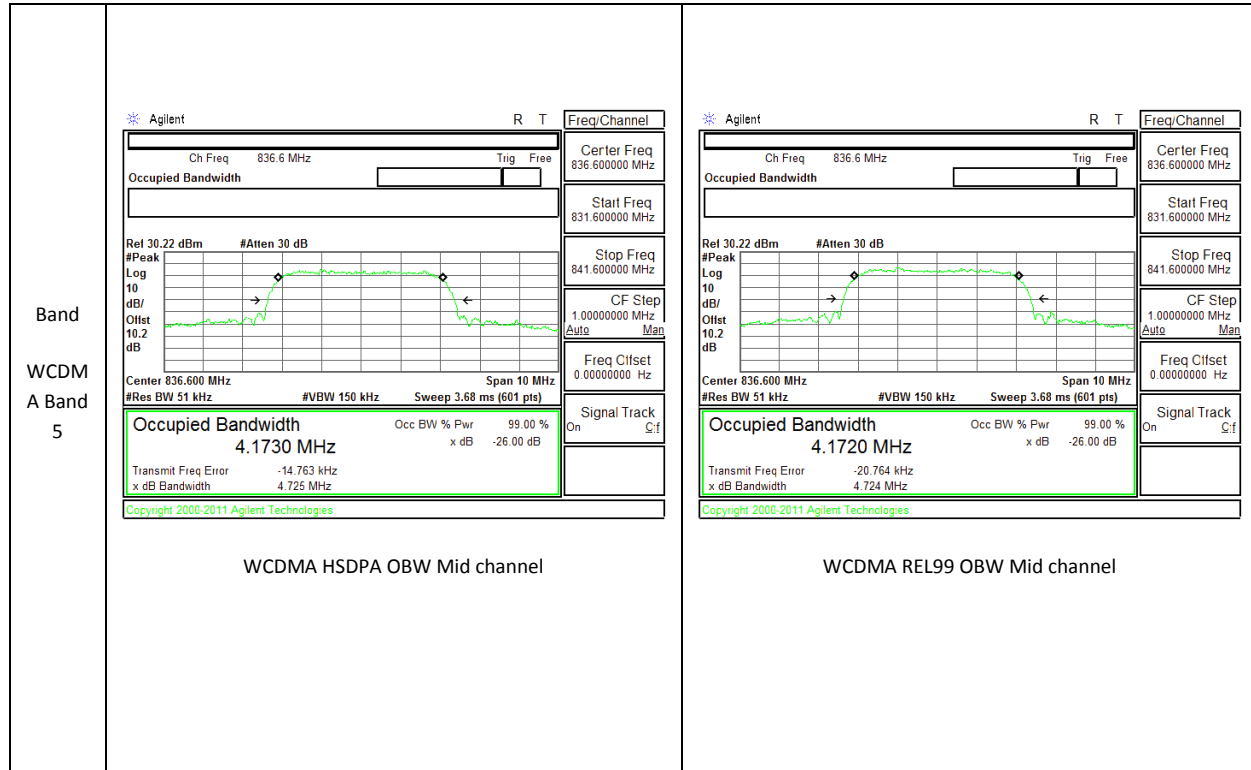 Band
WCDM
A Band
5
Agilent R T
Ch Freq 836.6 MHz Trig Free
Occupied Bandwidth
Ref 30.22 dBm #Atten 30 dB
#Peak
Log
10
dB/
Offst
10.2
dB
Center 836.600 MHz Span 10 MHz
#Res BW 51 kHz #VBW 150 kHz Sweep 3.68 ms (601 pts)
Occupied Bandwidth Occ BW % Pwr 99.00 %
4.1730 MHz x dB -26.00 dB
Transmit Freq Error -14.763 kHz
x dB Bandwidth 4.725 MHz
Copyright 2000-2011 Agilent Technologies
Freq/Channel
Center Freq
836.600000 MHz
Start Freq
831.600000 MHz
Stop Freq
841.600000 MHz
CF Step
1.00000000 MHz
Auto Man
Freq Offset
0.00000000 Hz
Signal Track
On Off
WCDMA HSDPA OBW Mid channel
Agilent R T
Ch Freq 836.6 MHz Trig Free
Occupied Bandwidth
Ref 30.22 dBm #Atten 30 dB
#Peak
Log
10
dB/
Offst
10.2
dB
Center 836.600 MHz Span 10 MHz
#Res BW 51 kHz #VBW 150 kHz Sweep 3.68 ms (601 pts)
Occupied Bandwidth Occ BW % Pwr 99.00 %
4.1720 MHz x dB -26.00 dB
Transmit Freq Error -20.764 kHz
x dB Bandwidth 4.724 MHz
Copyright 2000-2011 Agilent Technologies
Freq/Channel
Center Freq
836.600000 MHz
Start Freq
831.600000 MHz
Stop Freq
841.600000 MHz
CF Step
1.00000000 MHz
Auto Man
Freq Offset
0.00000000 Hz
Signal Track
On Off
WCDMA REL99 OBW Mid channel